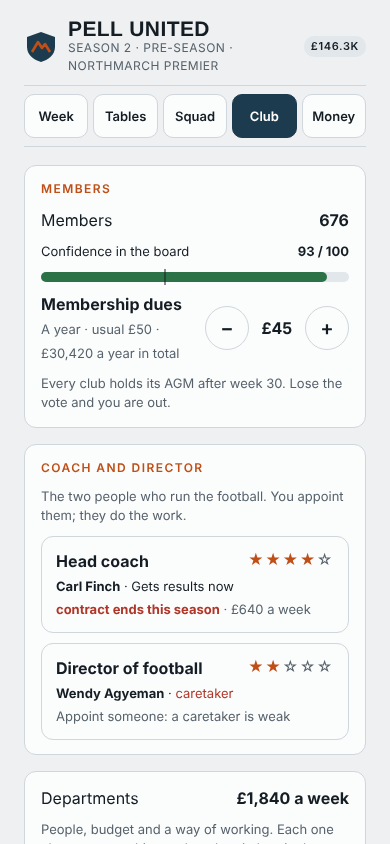 PELL UNITED
SEASON 2 · PRE-SEASON ·
NORTHMARCH PREMIER
£146.3K
Week
Tables
Squad
Club
Money
MEMBERS
Members
676
Confidence in the board
93 / 100
Membership dues
A year · usual £50 ·
£30,420 a year in total
−
£45
+
Every club holds its AGM after week 30. Lose the
vote and you are out.
COACH AND DIRECTOR
The two people who run the football. You appoint
them; they do the work.
Head coach
★★★★☆
Carl Finch · Gets results now
contract ends this season · £640 a week
Director of football
★★☆☆☆
Wendy Agyeman · caretaker
Appoint someone: a caretaker is weak
Departments
£1,840 a week
People, budget and a way of working. Each one